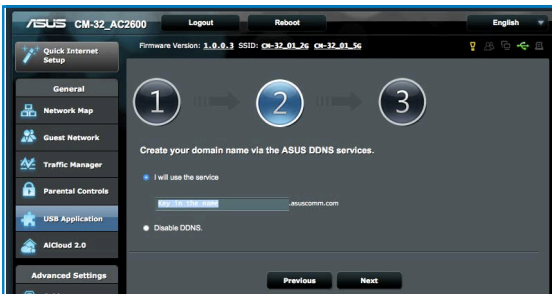 ASUS CM-32_AC2600 Logout Reboot English
Quick Internet Setup
Firmware Version: 1.0.0.3 SSID: CM-32_01_2G CM-32_01_5G
General
Network Map
Guest Network
Traffic Manager
Parental Controls
USB Application
AiCloud 2.0
Advanced Settings
1 2 3
Create your domain name via the ASUS DDNS services.
I will use the service
key in the name .asuscomm.com
Disable DDNS.
Previous Next